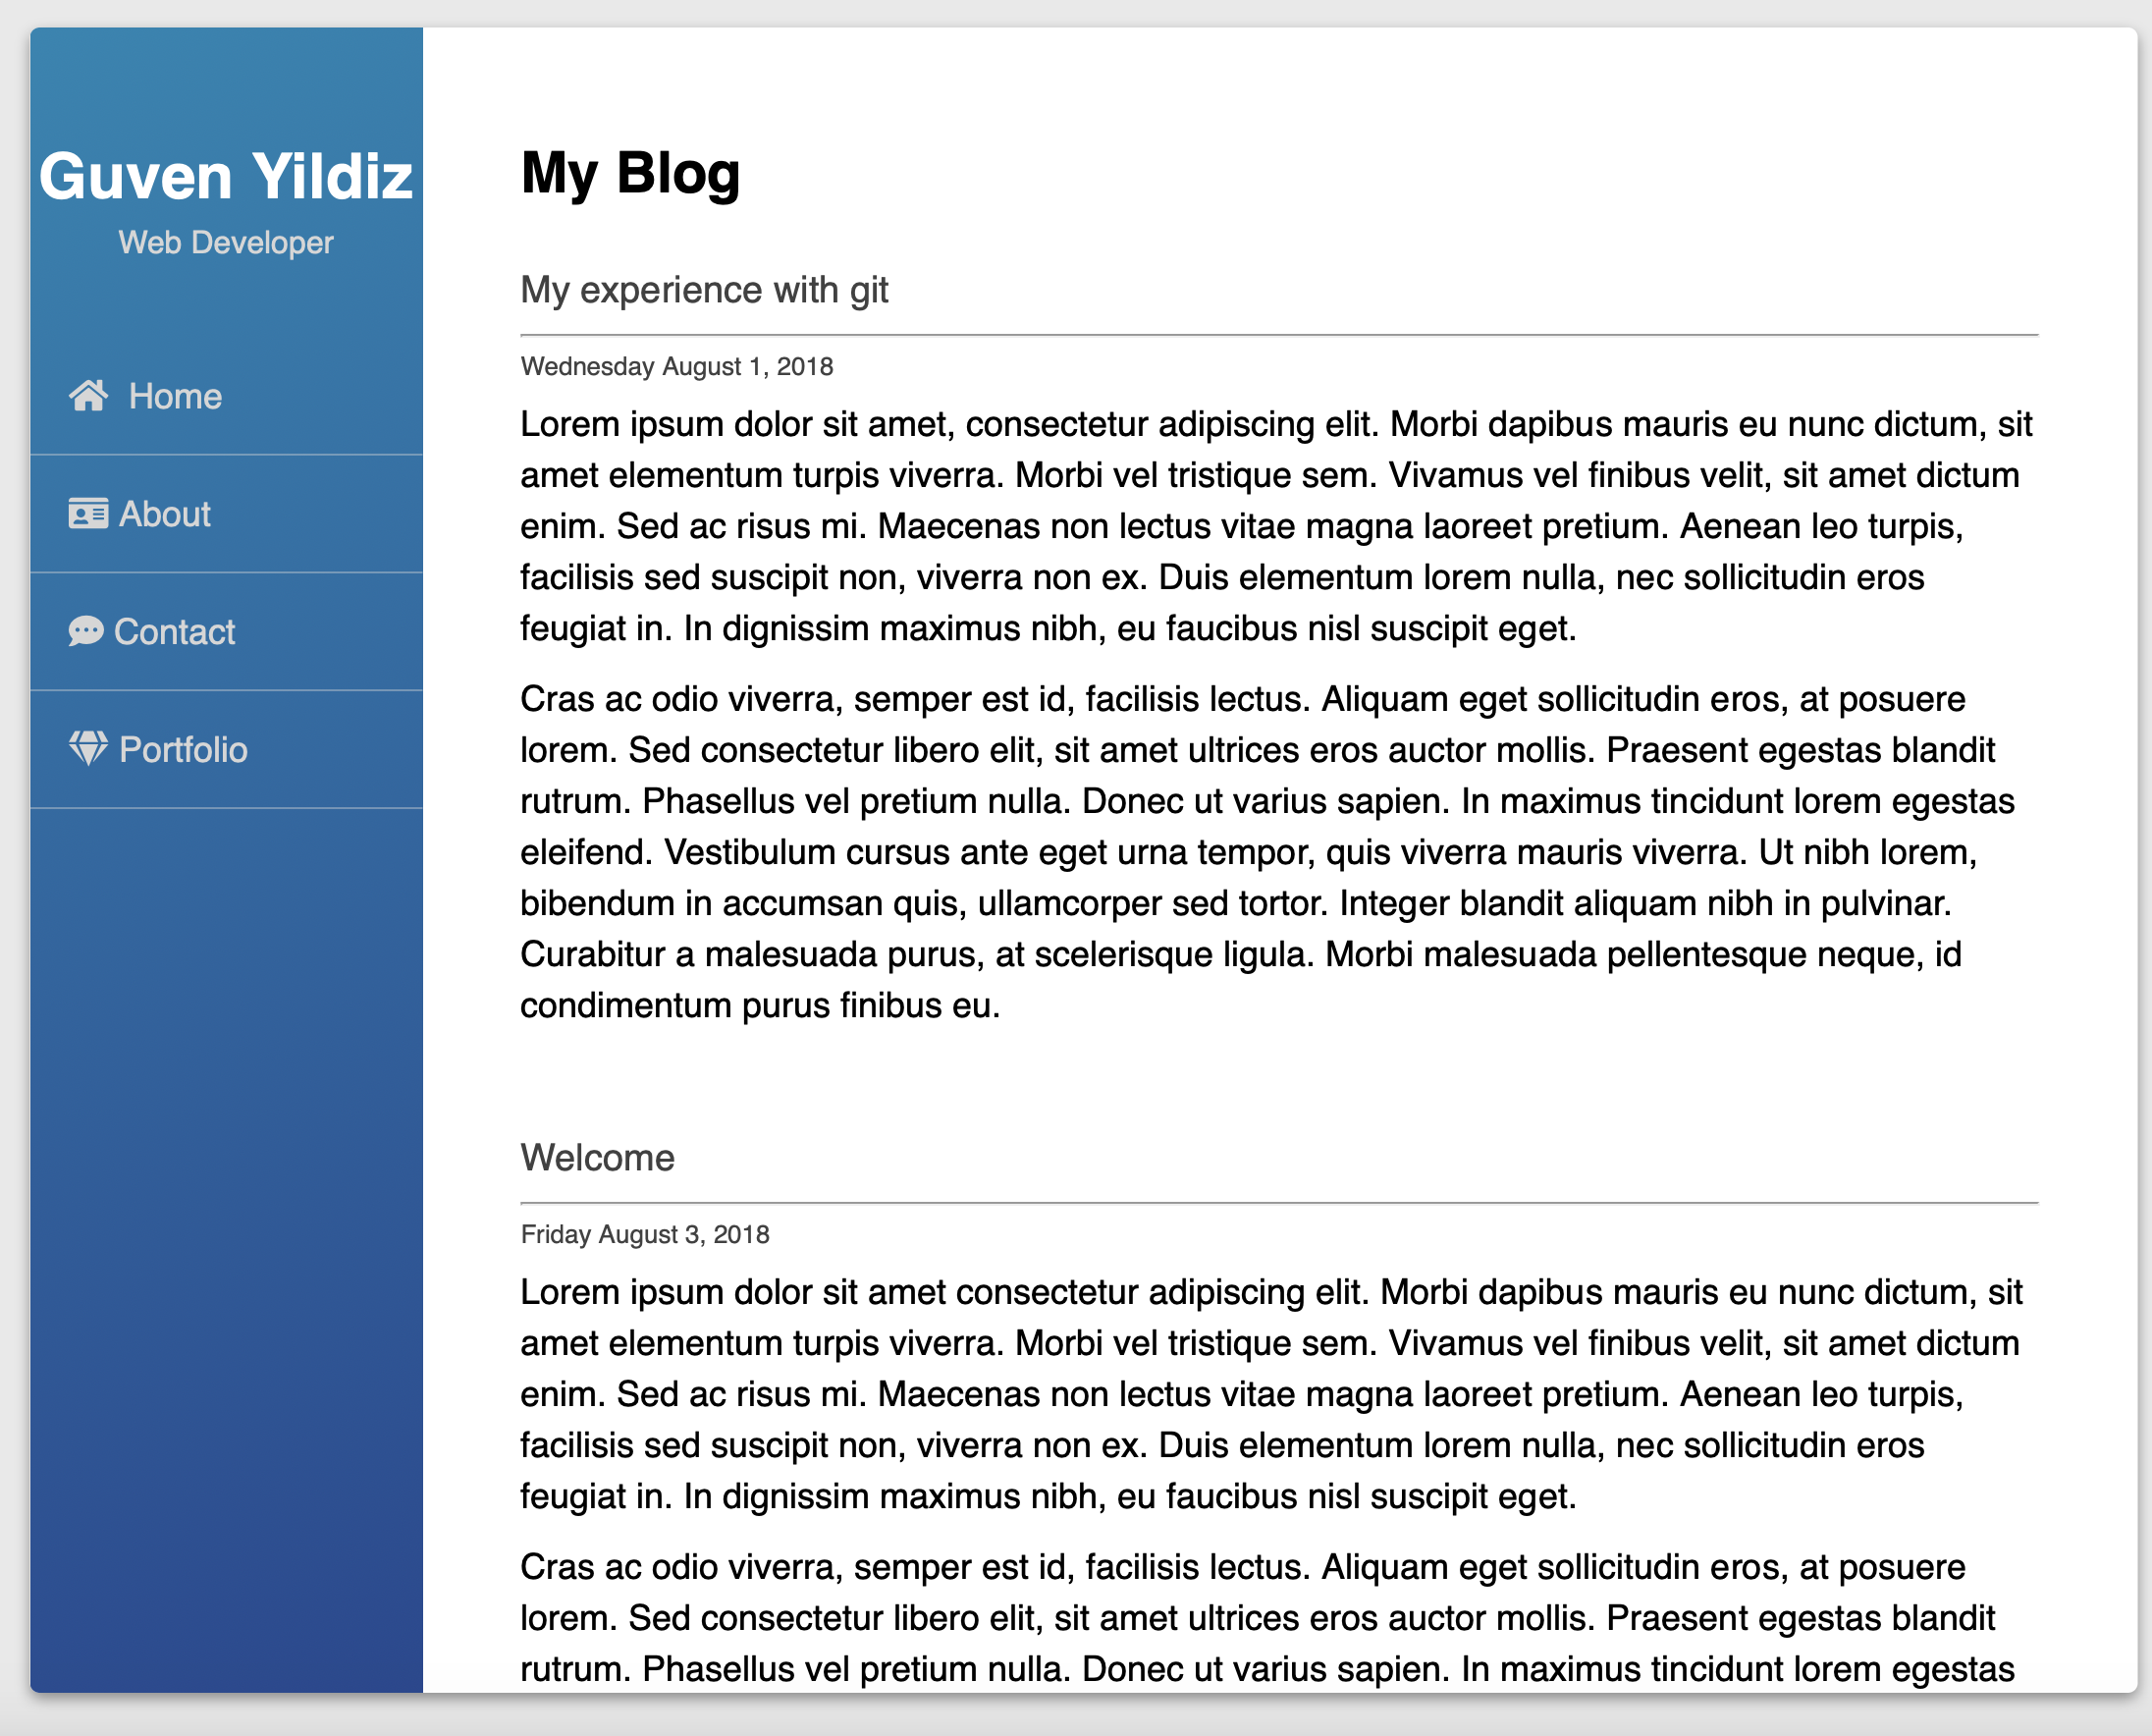 Guven Yildiz
Web Developer
Home
About
Contact
Portfolio
My Blog
My experience with git
Wednesday August 1, 2018
Lorem ipsum dolor sit amet, consectetur adipiscing elit. Morbi dapibus mauris eu nunc dictum, sit
amet elementum turpis viverra. Morbi vel tristique sem. Vivamus vel finibus velit, sit amet dictum
enim. Sed ac risus mi. Maecenas non lectus vitae magna laoreet pretium. Aenean leo turpis,
facilisis sed suscipit non, viverra non ex. Duis elementum lorem nulla, nec sollicitudin eros
feugiat in. In dignissim maximus nibh, eu faucibus nisl suscipit eget.
Cras ac odio viverra, semper est id, facilisis lectus. Aliquam eget sollicitudin eros, at posuere
lorem. Sed consectetur libero elit, sit amet ultrices eros auctor mollis. Praesent egestas blandit
rutrum. Phasellus vel pretium nulla. Donec ut varius sapien. In maximus tincidunt lorem egestas
eleifend. Vestibulum cursus ante eget urna tempor, quis viverra mauris viverra. Ut nibh lorem,
bibendum in accumsan quis, ullamcorper sed tortor. Integer blandit aliquam nibh in pulvinar.
Curabitur a malesuada purus, at scelerisque ligula. Morbi malesuada pellentesque neque, id
condimentum purus finibus eu.
Welcome
Friday August 3, 2018
Lorem ipsum dolor sit amet consectetur adipiscing elit. Morbi dapibus mauris eu nunc dictum, sit
amet elementum turpis viverra. Morbi vel tristique sem. Vivamus vel finibus velit, sit amet dictum
enim. Sed ac risus mi. Maecenas non lectus vitae magna laoreet pretium. Aenean leo turpis,
facilisis sed suscipit non, viverra non ex. Duis elementum lorem nulla, nec sollicitudin eros
feugiat in. In dignissim maximus nibh, eu faucibus nisl suscipit eget.
Cras ac odio viverra, semper est id, facilisis lectus. Aliquam eget sollicitudin eros, at posuere
lorem. Sed consectetur libero elit, sit amet ultrices eros auctor mollis. Praesent egestas blandit
rutrum. Phasellus vel pretium nulla. Donec ut varius sapien. In maximus tincidunt lorem egestas